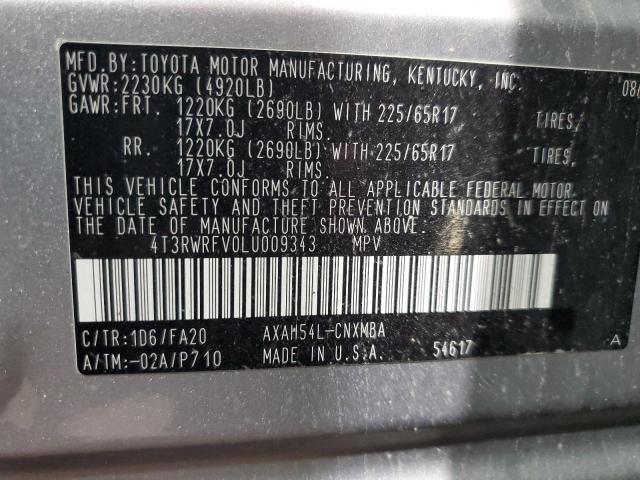 MFD.BY:TOYOTA MOTOR MANUFACTURING, KENTUCKY, INC.
GVWR:2230KG (4920LB)
GAWR:FRT. 1220KG (2690LB) WITH 225/65R17 TIRES,
17X7.0J RIMS.
RR. 1220KG (2690LB) WITH 225/65R17 TIRES,
17X7.0J RIMS.
THIS VEHICLE CONFORMS TO ALL APPLICABLE FEDERAL MOTOR
VEHICLE SAFETY AND THEFT PREVENTION STANDARDS IN EFFECT ON
THE DATE OF MANUFACTURE SHOWN ABOVE.
4T3RWRFV0LU009343 MPV
C/TR:1D6/FA20 AXAH54L-CNXMBA
A/TM:-02A/P710 MADE IN U.S.A. 54617 A